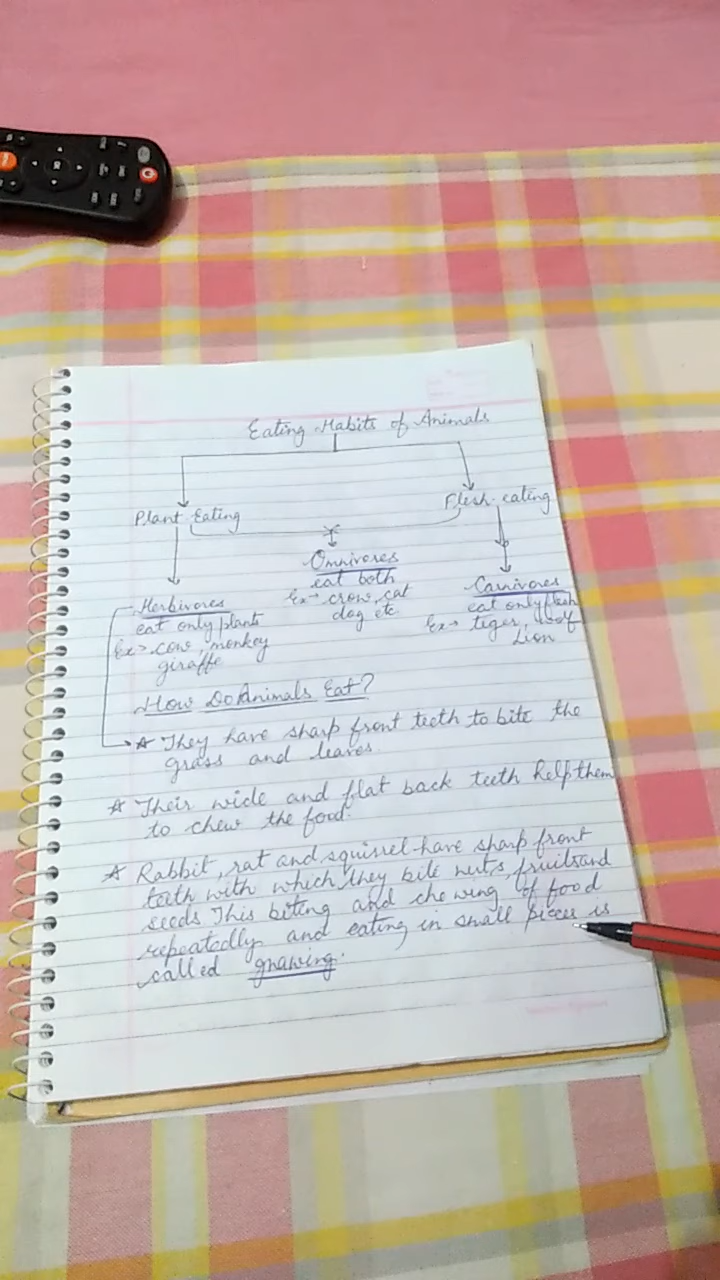 Eating Habits of Animals
Plant Eating
Flesh-eating
Herbivores
eat only plants
Ex→ cow, monkey
giraffe
Omnivores
eat both
Ex→ crow, cat
dog etc
Carnivores
eat only flesh
Ex→ tiger, wolf
Lion
How Do Animals Eat?
They have sharp front teeth to bite the
grass and leaves.
Their wide and flat back teeth help them
to chew the food.
Rabbit, rat and squirrel have sharp front
teeth with which they bite nuts, fruits and
seeds This biting and chewing of food
repeatedly and eating in small pieces is
called gnawing.